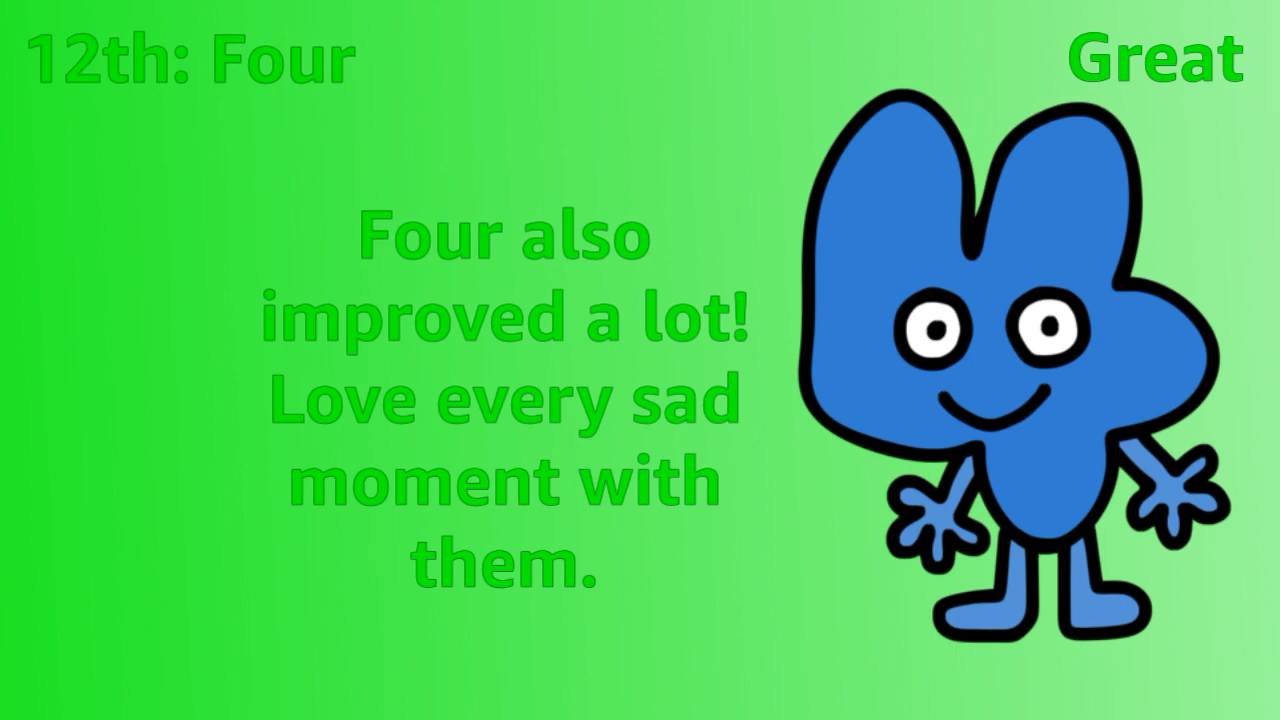 12th: Four
Great
Four also
improved a lot!
Love every sad
moment with
them.